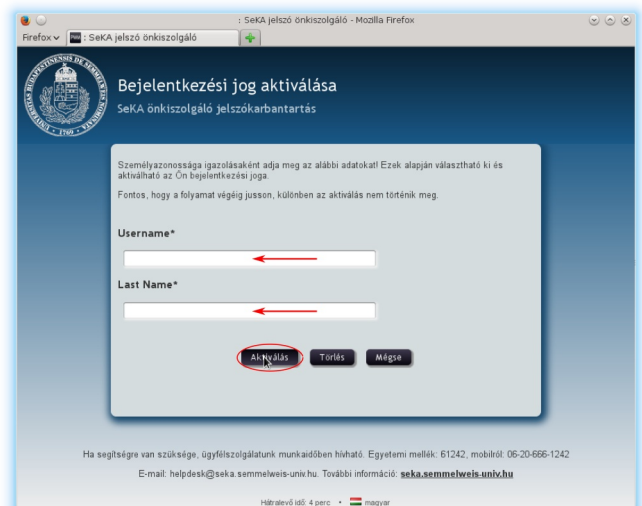 : SeKA jelszó önkiszolgáló - Mozilla Firefox
Firefox
: SeKA jelszó önkiszolgáló
Bejelentkezési jog aktiválása
SeKA önkiszolgáló jelszókarbantartás
1769
Személyazonossága igazolásaként adja meg az alábbi adatokat! Ezek alapján választható ki és
aktiválható az Ön bejelentkezési joga.
Fontos, hogy a folyamat végéig jusson, különben az aktiválás nem történik meg.
Username*
Last Name*
Aktiválás Törlés Mégse
Ha segítségre van szüksége, ügyfélszolgálatunk munkaidőben hívható. Egyetemi mellék: 61242, mobilról: 06-20-666-1242
E-mail: helpdesk@seka.semmelweis-univ.hu. További információ: seka.semmelweis-univ.hu
Hátralevő idő: 4 perc • magyar